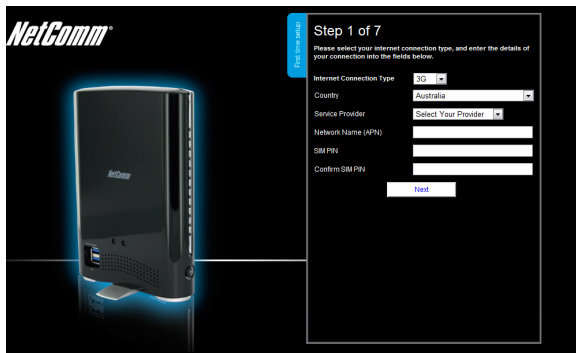 NetComm®
First time setup
Step 1 of 7
Please select your internet connection type, and enter the details of
your connection into the fields below.
Internet Connection Type 3G
Country Australia
Service Provider Select Your Provider
Network Name (APN)
SIM PIN
Confirm SIM PIN
Next
NetComm